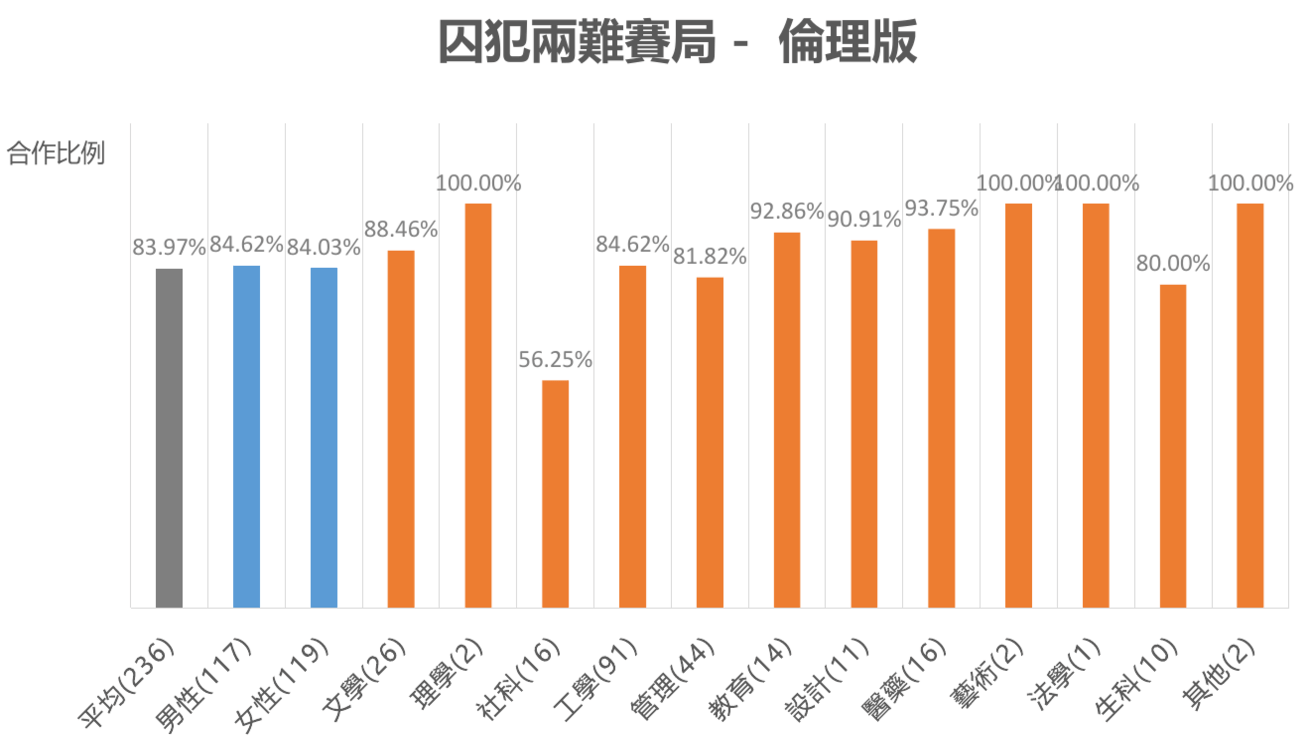 囚犯兩難賽局 - 倫理版
合作比例
83.97%
84.62%
84.03%
88.46%
100.00%
56.25%
84.62%
81.82%
92.86%
90.91%
93.75%
100.00%
100.00%
80.00%
100.00%
平均(236)
男性(117)
女性(119)
文學(26)
理學(2)
社科(16)
工學(91)
管理(44)
教育(14)
設計(11)
醫藥(16)
藝術(2)
法學(1)
生科(10)
其他(2)